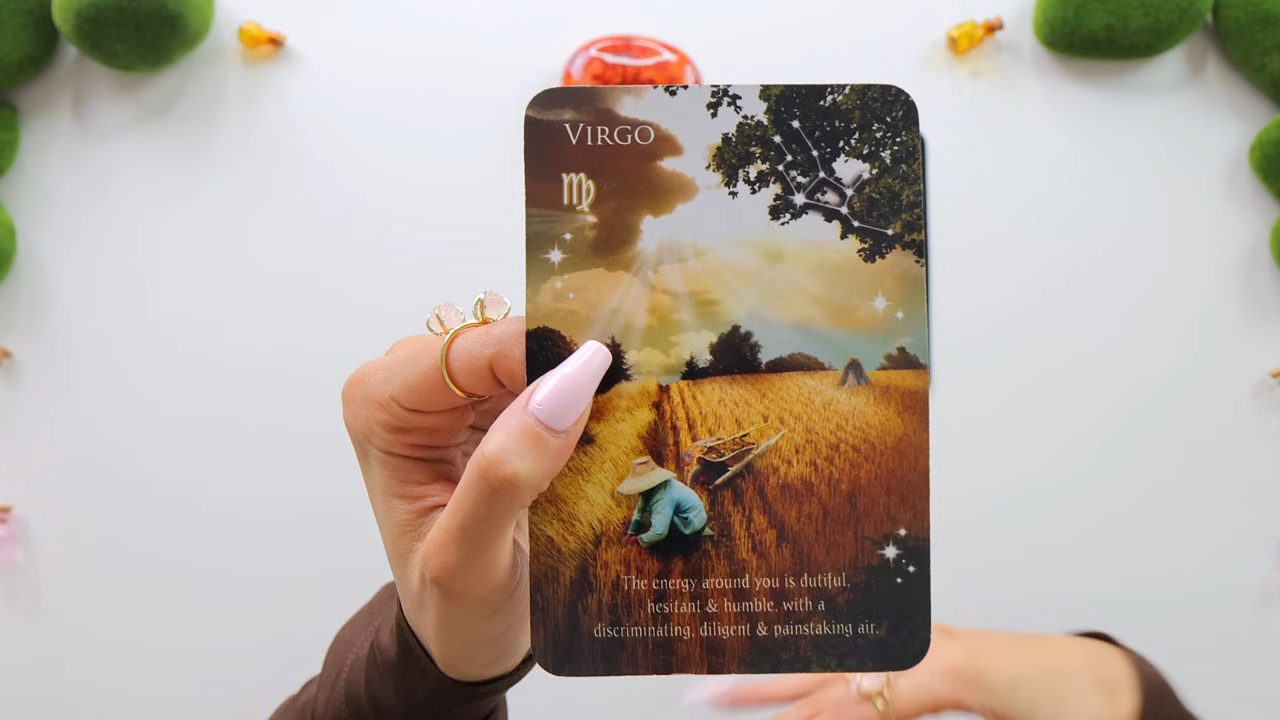 VIRGO
♍
The energy around you is dutiful,
hesitant & humble, with a
discriminating, diligent & painstaking air.